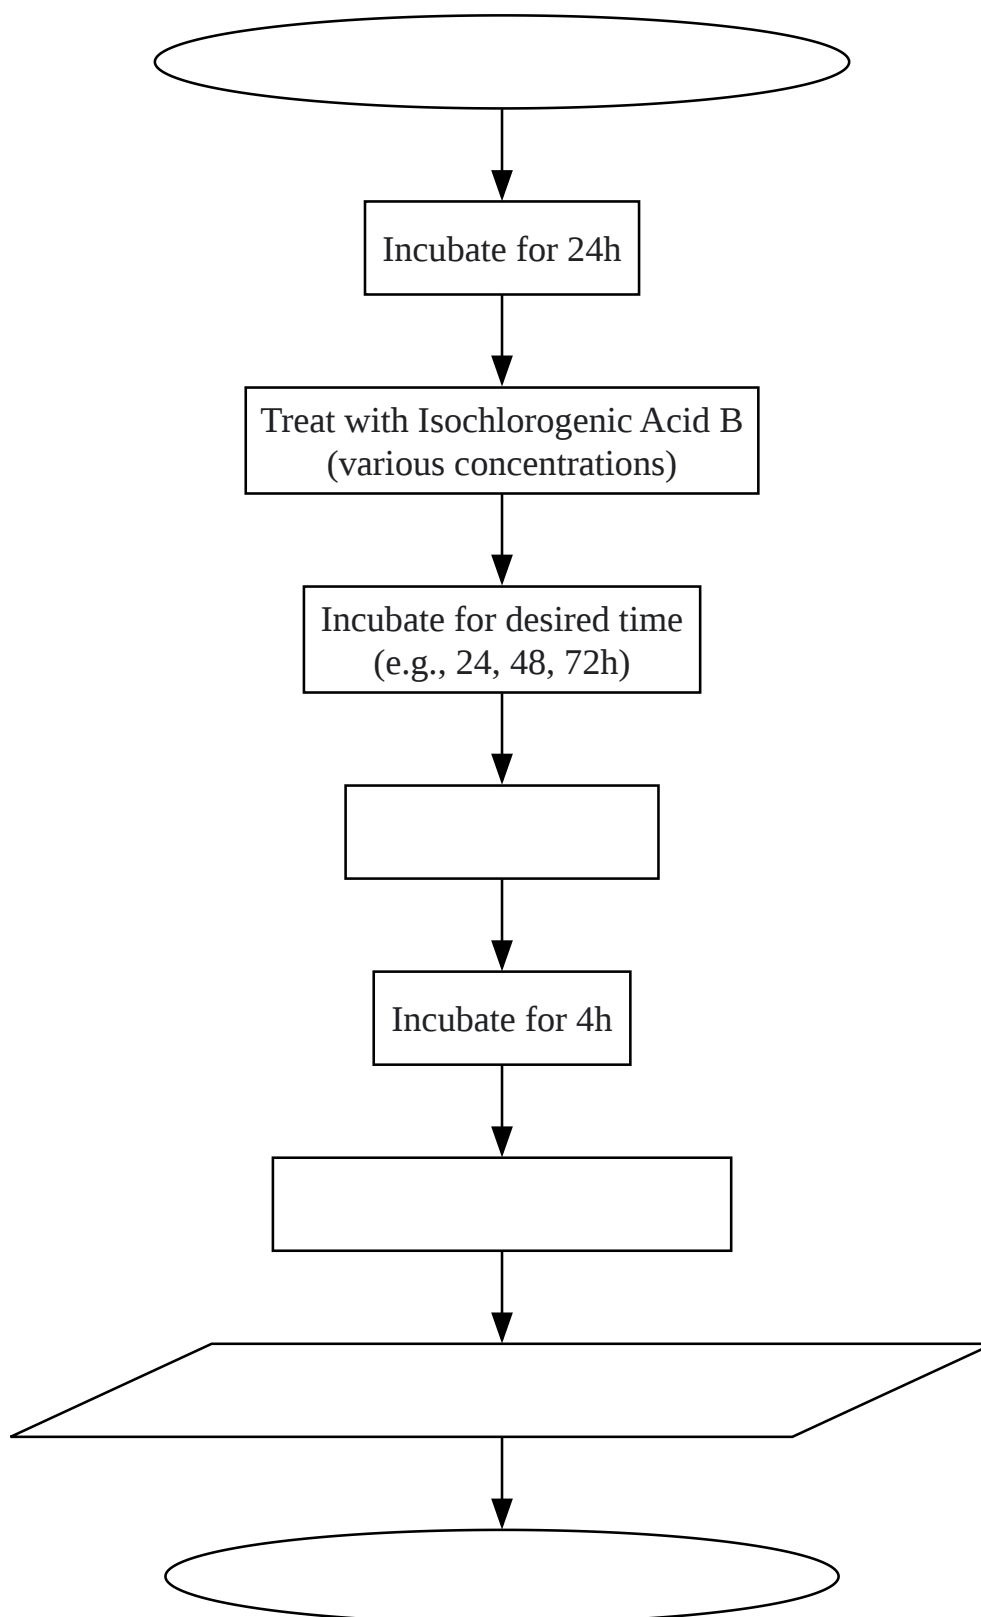 Incubate for 24h
Treat with Isochlorogenic Acid B
(various concentrations)
Incubate for desired time
(e.g., 24, 48, 72h)
Incubate for 4h